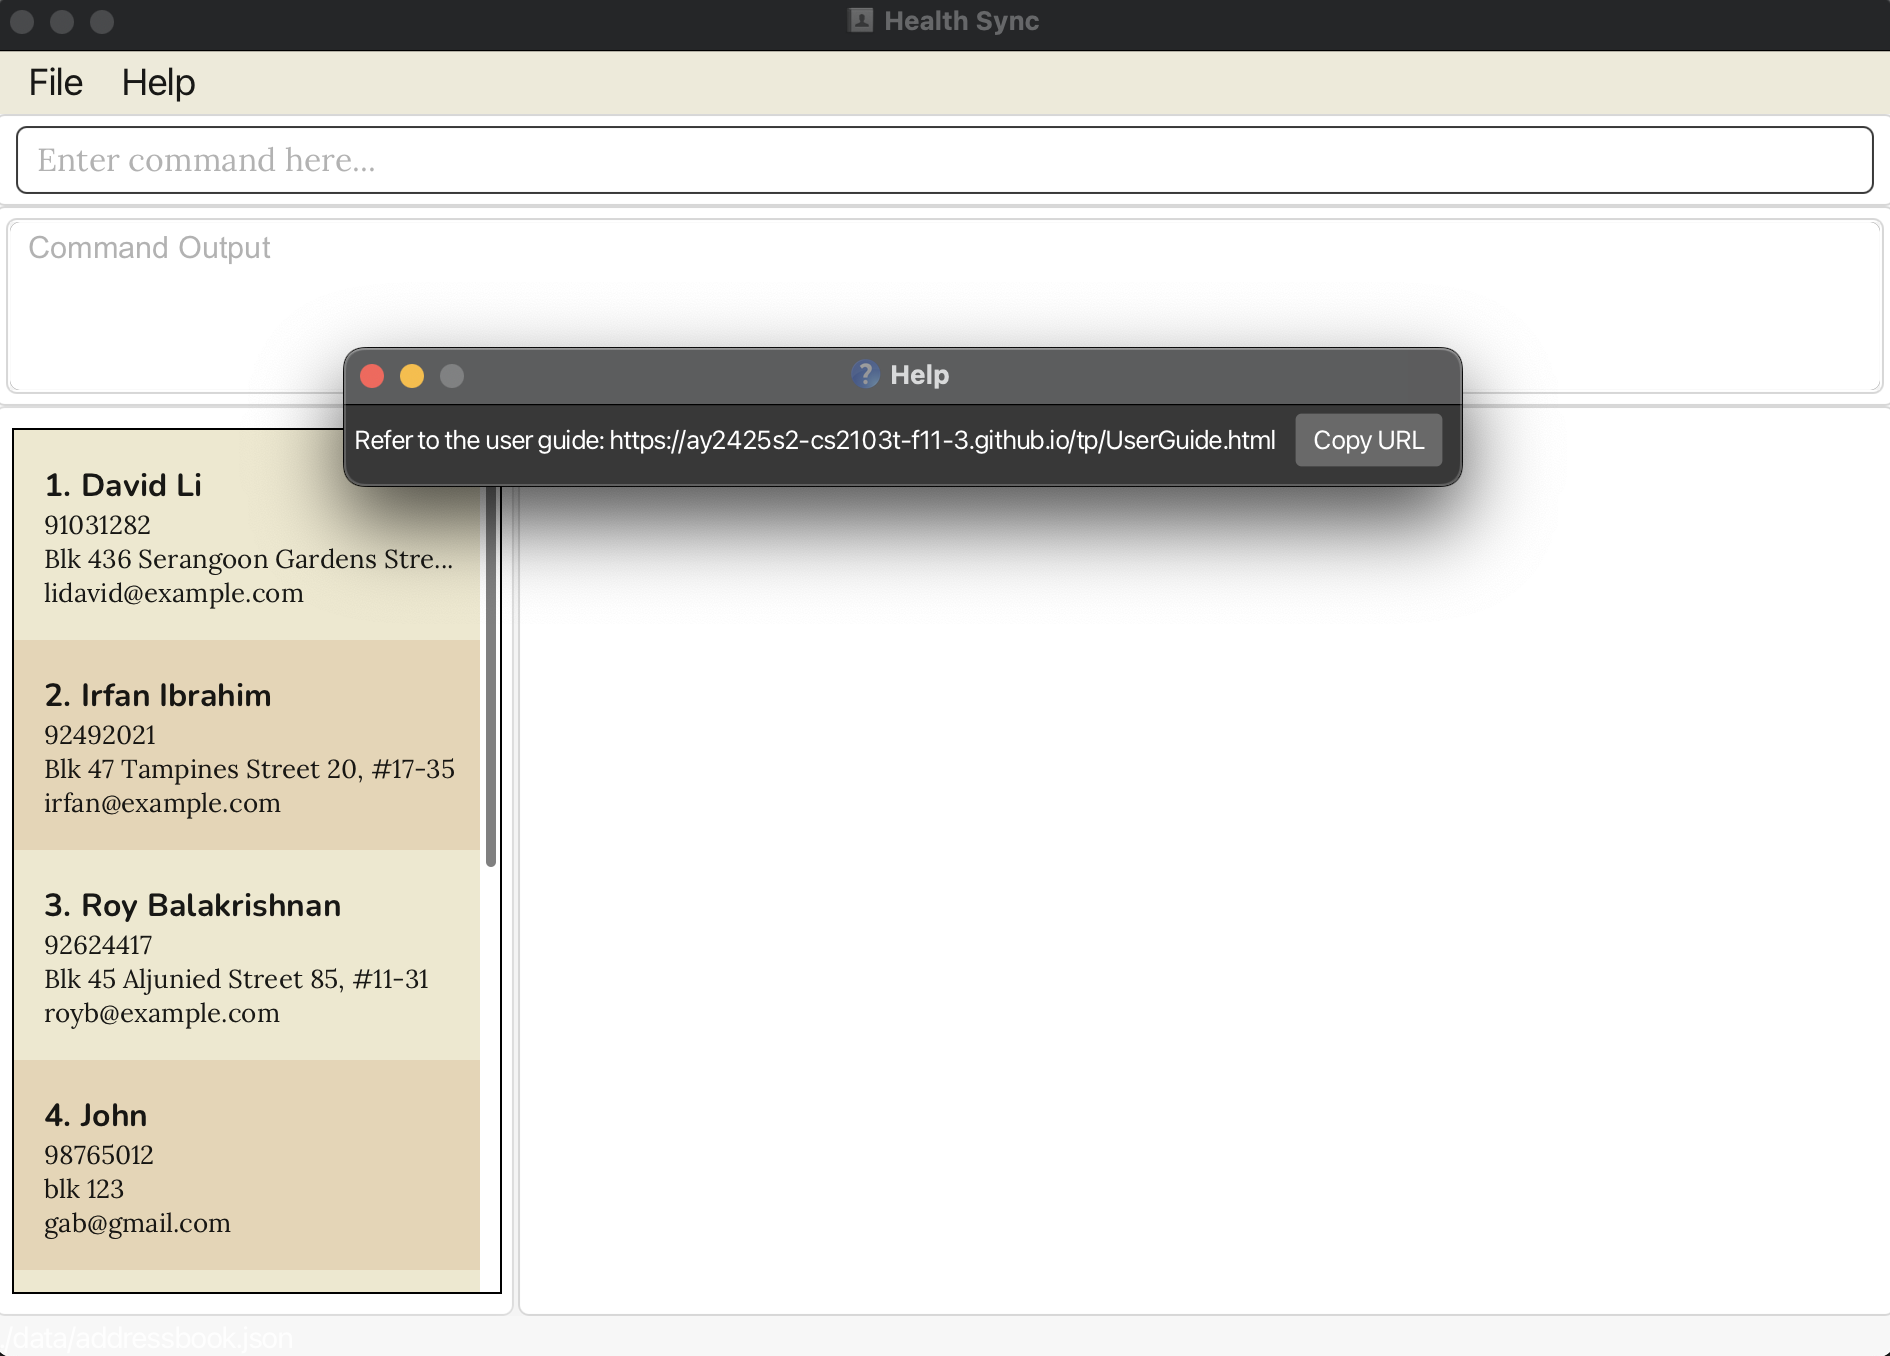 Health Sync
File Help
Enter command here...
Command Output
Help
Refer to the user guide: https://ay2425s2-cs2103t-f11-3.github.io/tp/UserGuide.html Copy URL
1. David Li
91031282
Blk 436 Serangoon Gardens Stre...
lidavid@example.com
2. Irfan Ibrahim
92492021
Blk 47 Tampines Street 20, #17-35
irfan@example.com
3. Roy Balakrishnan
92624417
Blk 45 Aljunied Street 85, #11-31
royb@example.com
4. John
98765012
blk 123
gab@gmail.com
/data/addressbook.json